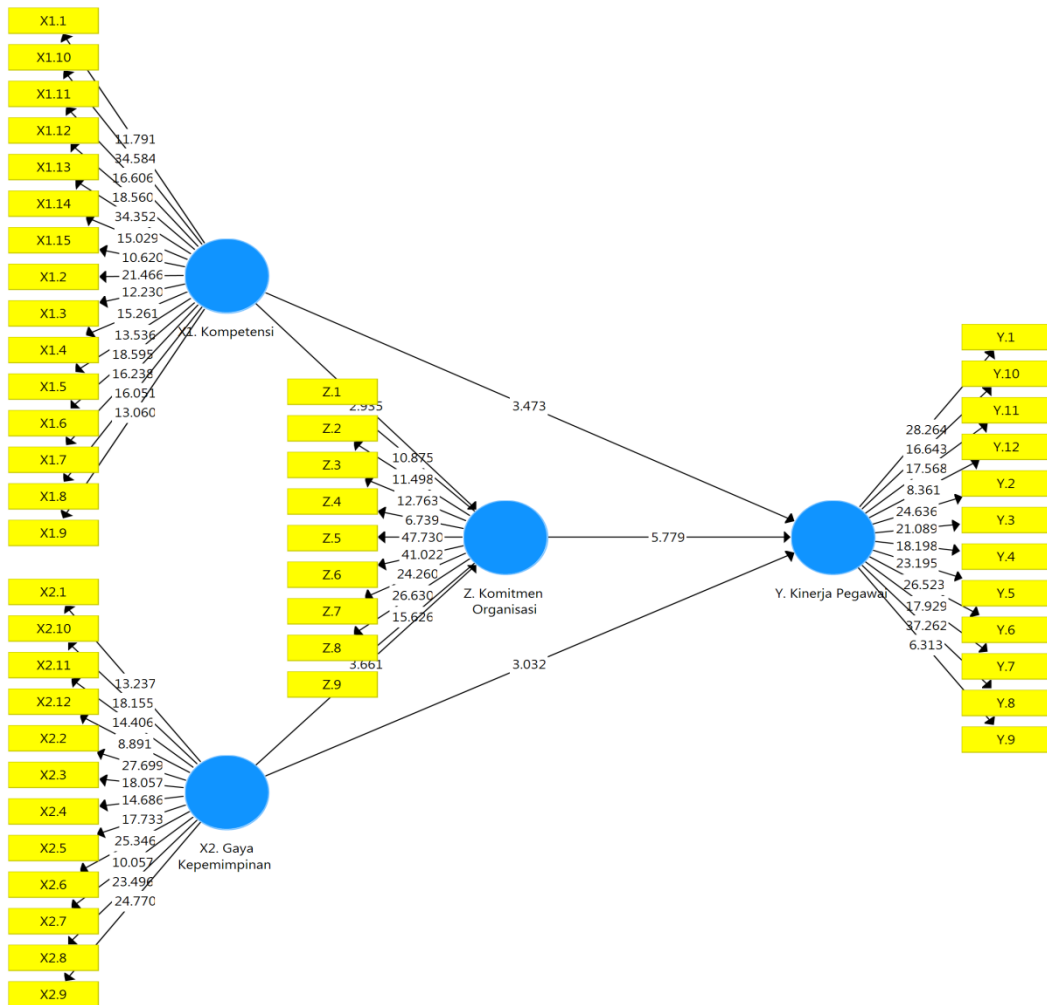 X1.1
X1.10
X1.11
X1.12
X1.13
X1.14
X1.15
X1.2
X1.3
X1.4
X1.5
X1.6
X1.7
X1.8
X1.9
11.791
34.584
16.606
18.560
34.352
15.029
10.620
21.466
12.230
15.261
13.536
18.595
16.238
16.051
13.060
X1. Kompetensi
X2.1
X2.10
X2.11
X2.12
X2.2
X2.3
X2.4
X2.5
X2.6
X2.7
X2.8
X2.9
13.237
18.155
14.406
8.891
27.699
18.057
14.686
17.733
25.346
10.057
23.496
24.770
X2. Gaya
Kepemimpinan
Z.1
Z.2
Z.3
Z.4
Z.5
Z.6
Z.7
Z.8
Z.9
2.935
10.875
11.498
12.763
6.739
47.730
41.022
24.260
26.630
15.626
3.661
Z. Komitmen
Organisasi
3.473
5.779
3.032
Y. Kinerja Pegawai
28.264
16.643
17.568
8.361
24.636
21.089
18.198
23.195
26.523
17.929
37.262
6.313
Y.1
Y.10
Y.11
Y.12
Y.2
Y.3
Y.4
Y.5
Y.6
Y.7
Y.8
Y.9